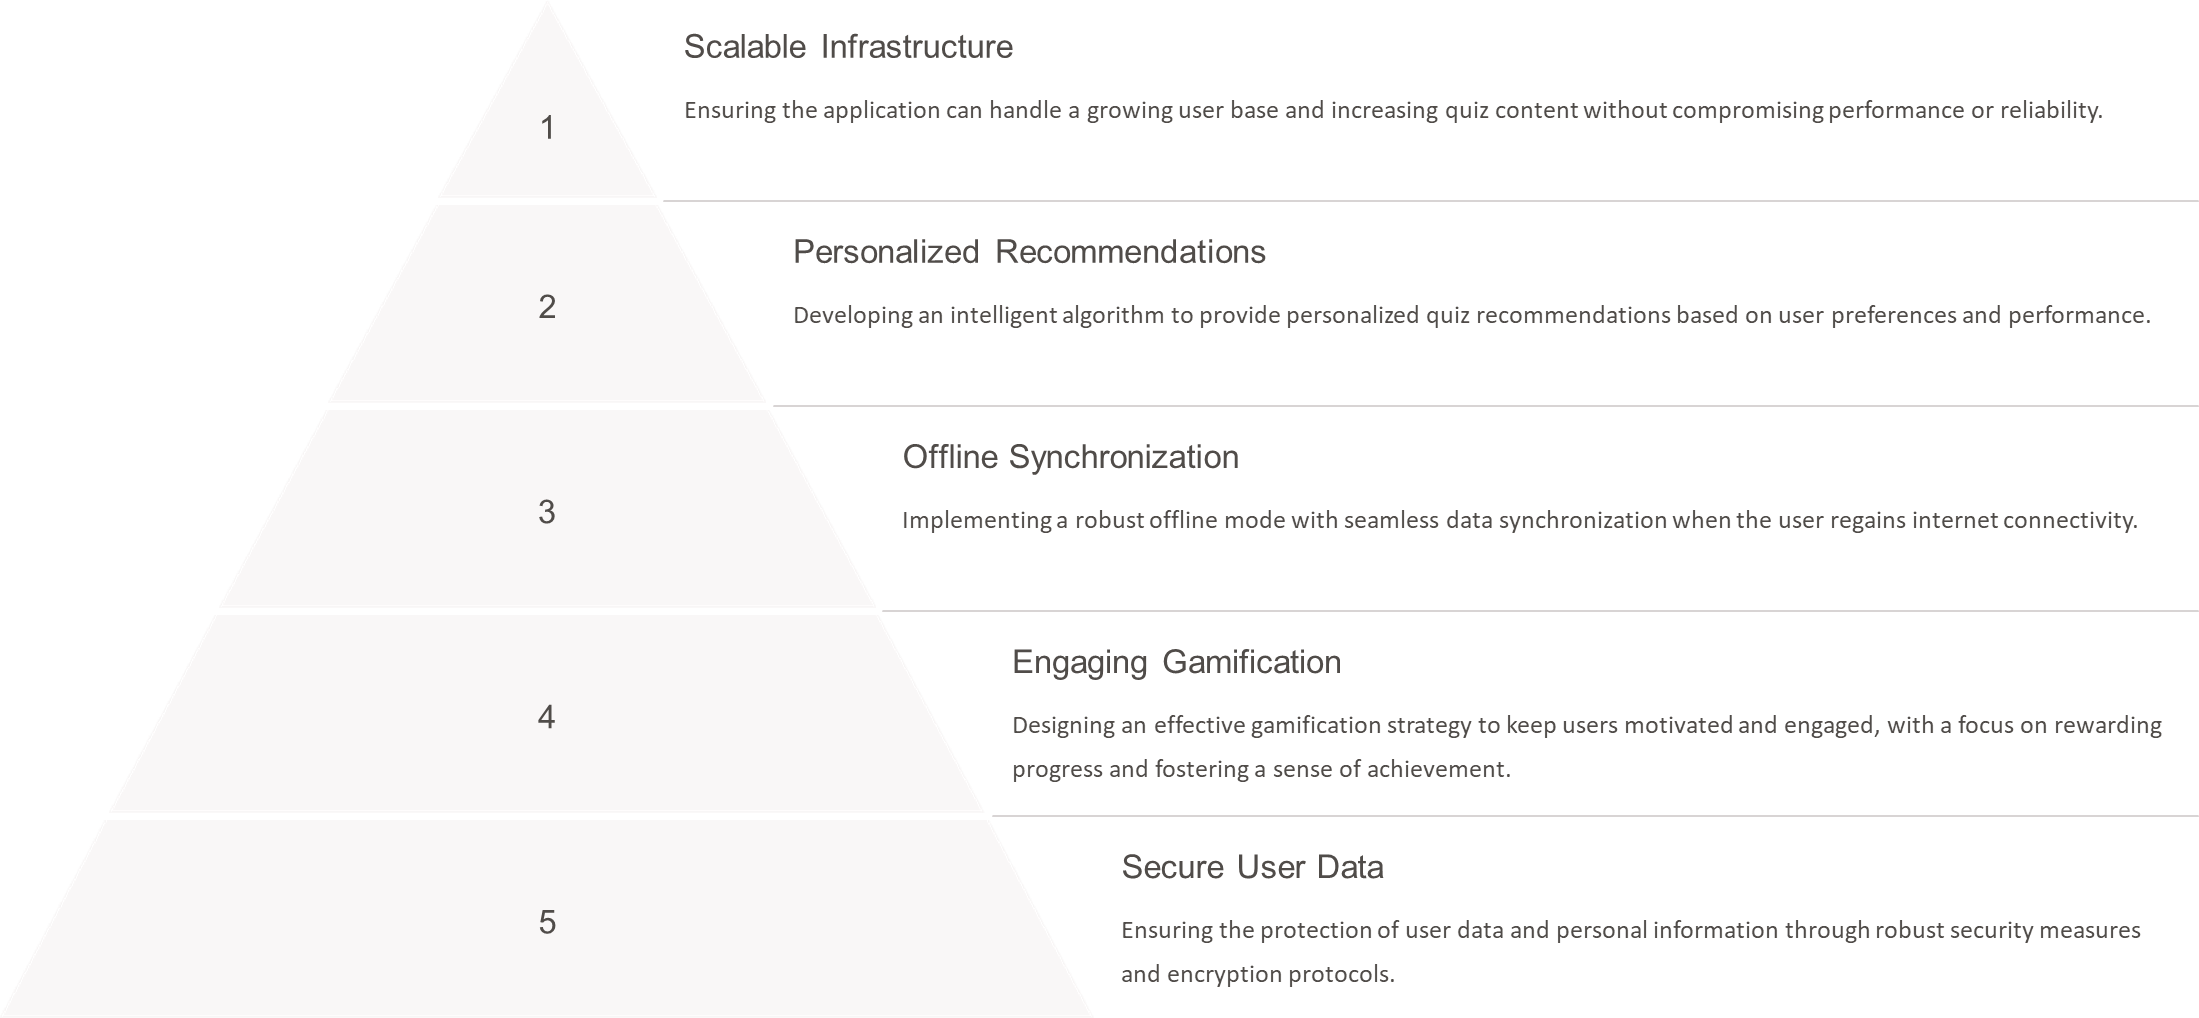 Scalable Infrastructure
Ensuring the application can handle a growing user base and increasing quiz content without compromising performance or reliability.
1
Personalized Recommendations
2
Developing an intelligent algorithm to provide personalized quiz recommendations based on user preferences and performance.
Offline Synchronization
3
Implementing a robust offline mode with seamless data synchronization when the user regains internet connectivity.
Engaging Gamification
4
Designing an effective gamification strategy to keep users motivated and engaged, with a focus on rewarding
progress and fostering a sense of achievement.
Secure User Data
5
Ensuring the protection of user data and personal information through robust security measures
and encryption protocols.